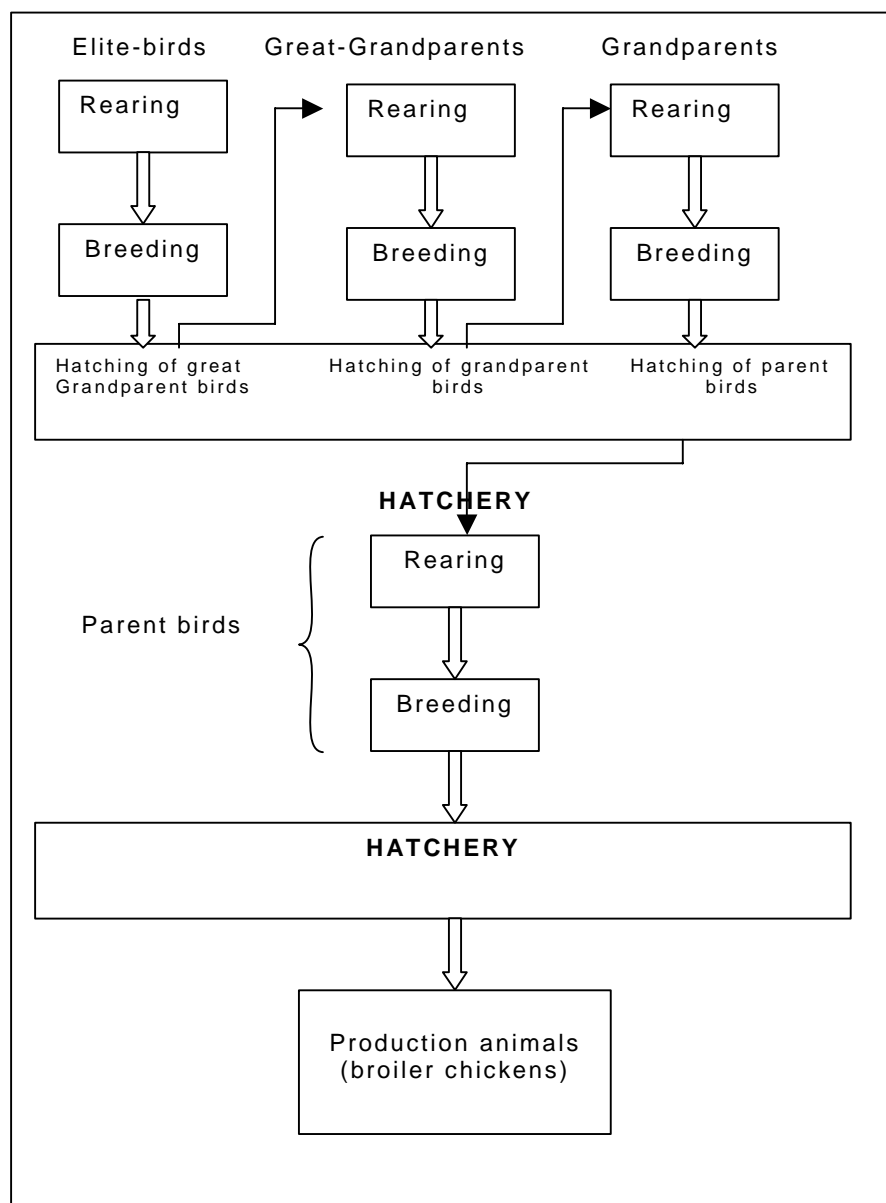 Elite-birds
Great-Grandparents
Grandparents
Rearing
Rearing
Rearing
Breeding
Breeding
Breeding
Hatching of great
Grandparent birds
Hatching of grandparent
birds
Hatching of parent
birds
HATCHERY
Rearing
Parent birds
Breeding
HATCHERY
Production animals
(broiler chickens)